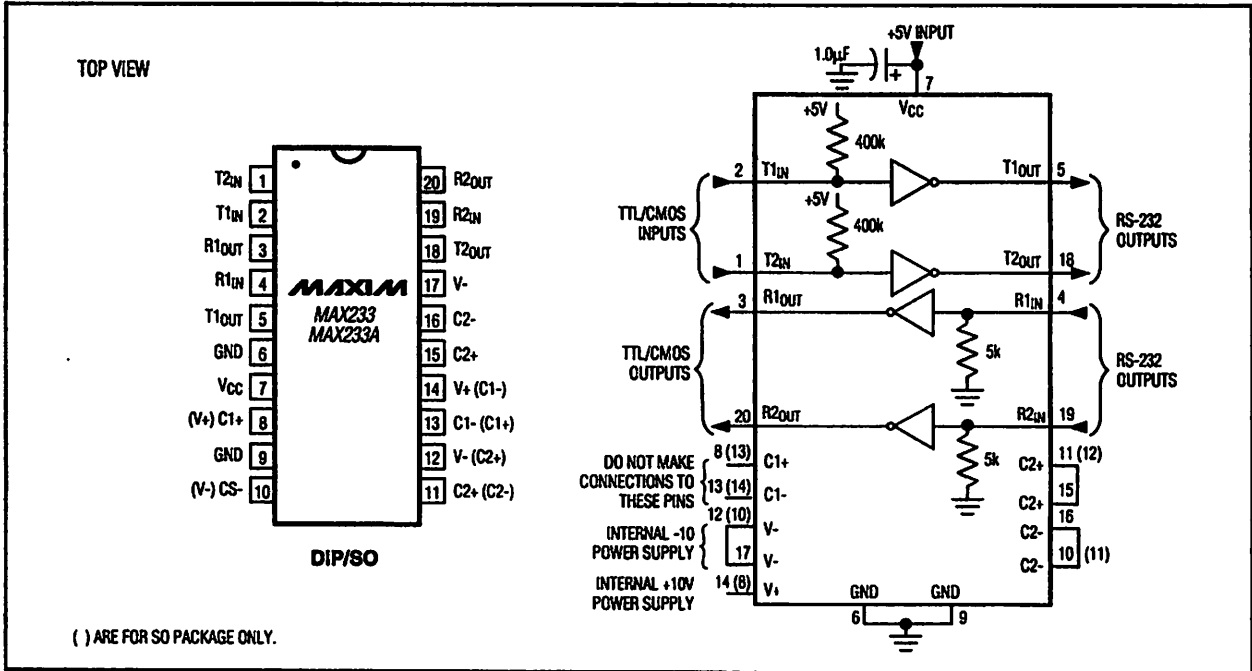 TOP VIEW
T2IN 1
T1IN 2
R1OUT 3
R1IN 4
T1OUT 5
GND 6
VCC 7
(V+) C1+ 8
GND 9
(V-) CS- 10
MAXIM
MAX233
MAX233A
20 R2OUT
19 R2IN
18 T2OUT
17 V-
16 C2-
15 C2+
14 V+ (C1-)
13 C1- (C1+)
12 V- (C2+)
11 C2+ (C2-)
DIP/SO
( ) ARE FOR SO PACKAGE ONLY.
+5V INPUT
1.0µF
+
7
VCC
+5V
400k
2 T1IN
T1OUT 5
+5V
400k
TTL/CMOS
INPUTS
RS-232
OUTPUTS
1 T2IN
T2OUT 18
3 R1OUT
R1IN 4
5k
TTL/CMOS
OUTPUTS
RS-232
OUTPUTS
20 R2OUT
R2IN 19
5k
DO NOT MAKE
CONNECTIONS TO
THESE PINS
8 (13) C1+
13 (14) C1-
INTERNAL -10
POWER SUPPLY
12 (10) V-
17 V-
INTERNAL +10V
POWER SUPPLY
14 (8) V+
C2+ 11 (12)
C2+ 15
C2- 16
C2- 10 (11)
GND GND
6 9